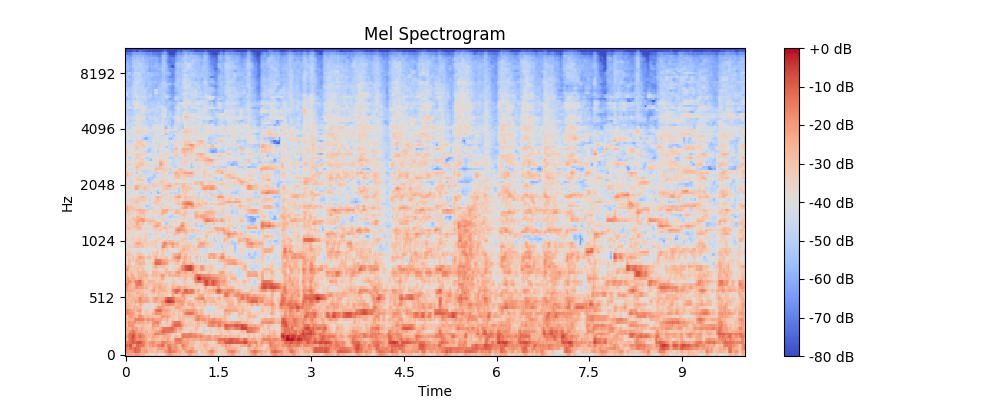 Mel Spectrogram
Hz
8192
4096
2048
1024
512
0
0 1.5 3 4.5 6 7.5 9
Time
+0 dB
-10 dB
-20 dB
-30 dB
-40 dB
-50 dB
-60 dB
-70 dB
-80 dB